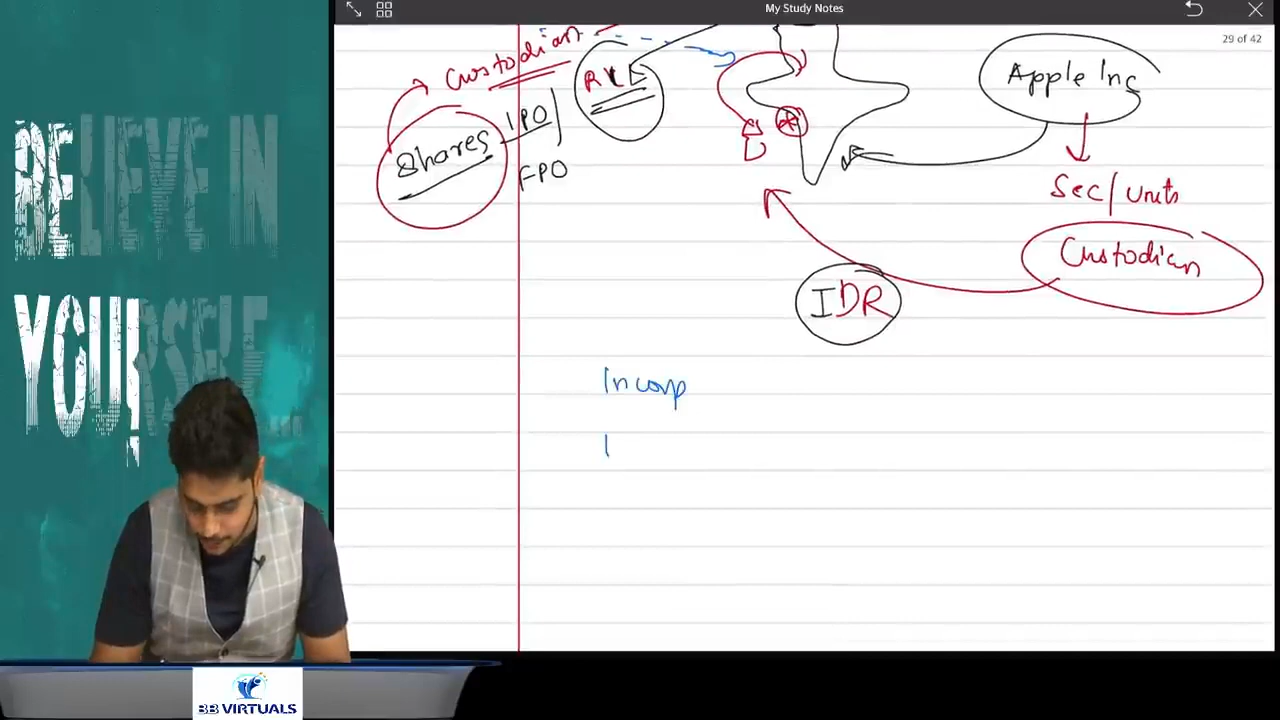 My Study Notes
29 of 42
BELIEVE IN
YOURSELF...
Custodian
Shares
IPO
FPO
RIL
Apple Inc
Sec/units
Custodian
IDR
Incorp
BB VIRTUALS